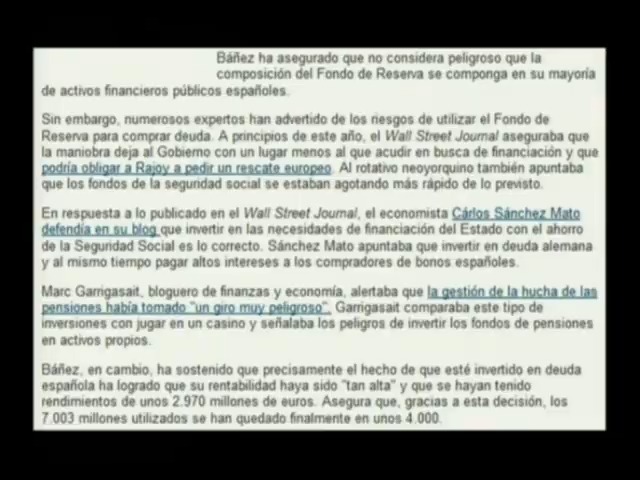 Báñez ha asegurado que no considera peligroso que la
composición del Fondo de Reserva se componga en su mayoría
de activos financieros públicos españoles.
Sin embargo, numerosos expertos han advertido de los riesgos de utilizar el Fondo de
Reserva para comprar deuda. A principios de este año, el Wall Street Journal aseguraba que
la maniobra deja al Gobierno con un lugar menos al que acudir en busca de financiación y que
podría obligar a Rajoy a pedir un rescate europeo. Al rotativo neoyorquino también apuntaba
que los fondos de la seguridad social se estaban agotando más rápido de lo previsto.
En respuesta a lo publicado en el Wall Street Journal, el economista Cárlos Sánchez Mato
defendía en su blog que invertir en las necesidades de financiación del Estado con el ahorro
de la Seguridad Social es lo correcto. Sánchez Mato apuntaba que invertir en deuda alemana
y al mismo tiempo pagar altos intereses a los compradores de bonos españoles.
Marc Garrigasait, bloguero de finanzas y economía, alertaba que la gestión de la hucha de las
pensiones había tomado "un giro muy peligroso". Garrigasait comparaba este tipo de
inversiones con jugar en un casino y señalaba los peligros de invertir los fondos de pensiones
en activos propios.
Báñez, en cambio, ha sostenido que precisamente el hecho de que esté invertido en deuda
española ha logrado que su rentabilidad haya sido "tan alta" y que se hayan tenido
rendimientos de unos 2.970 millones de euros. Asegura que, gracias a esta decisión, los
7.003 millones utilizados se han quedado finalmente en unos 4.000.